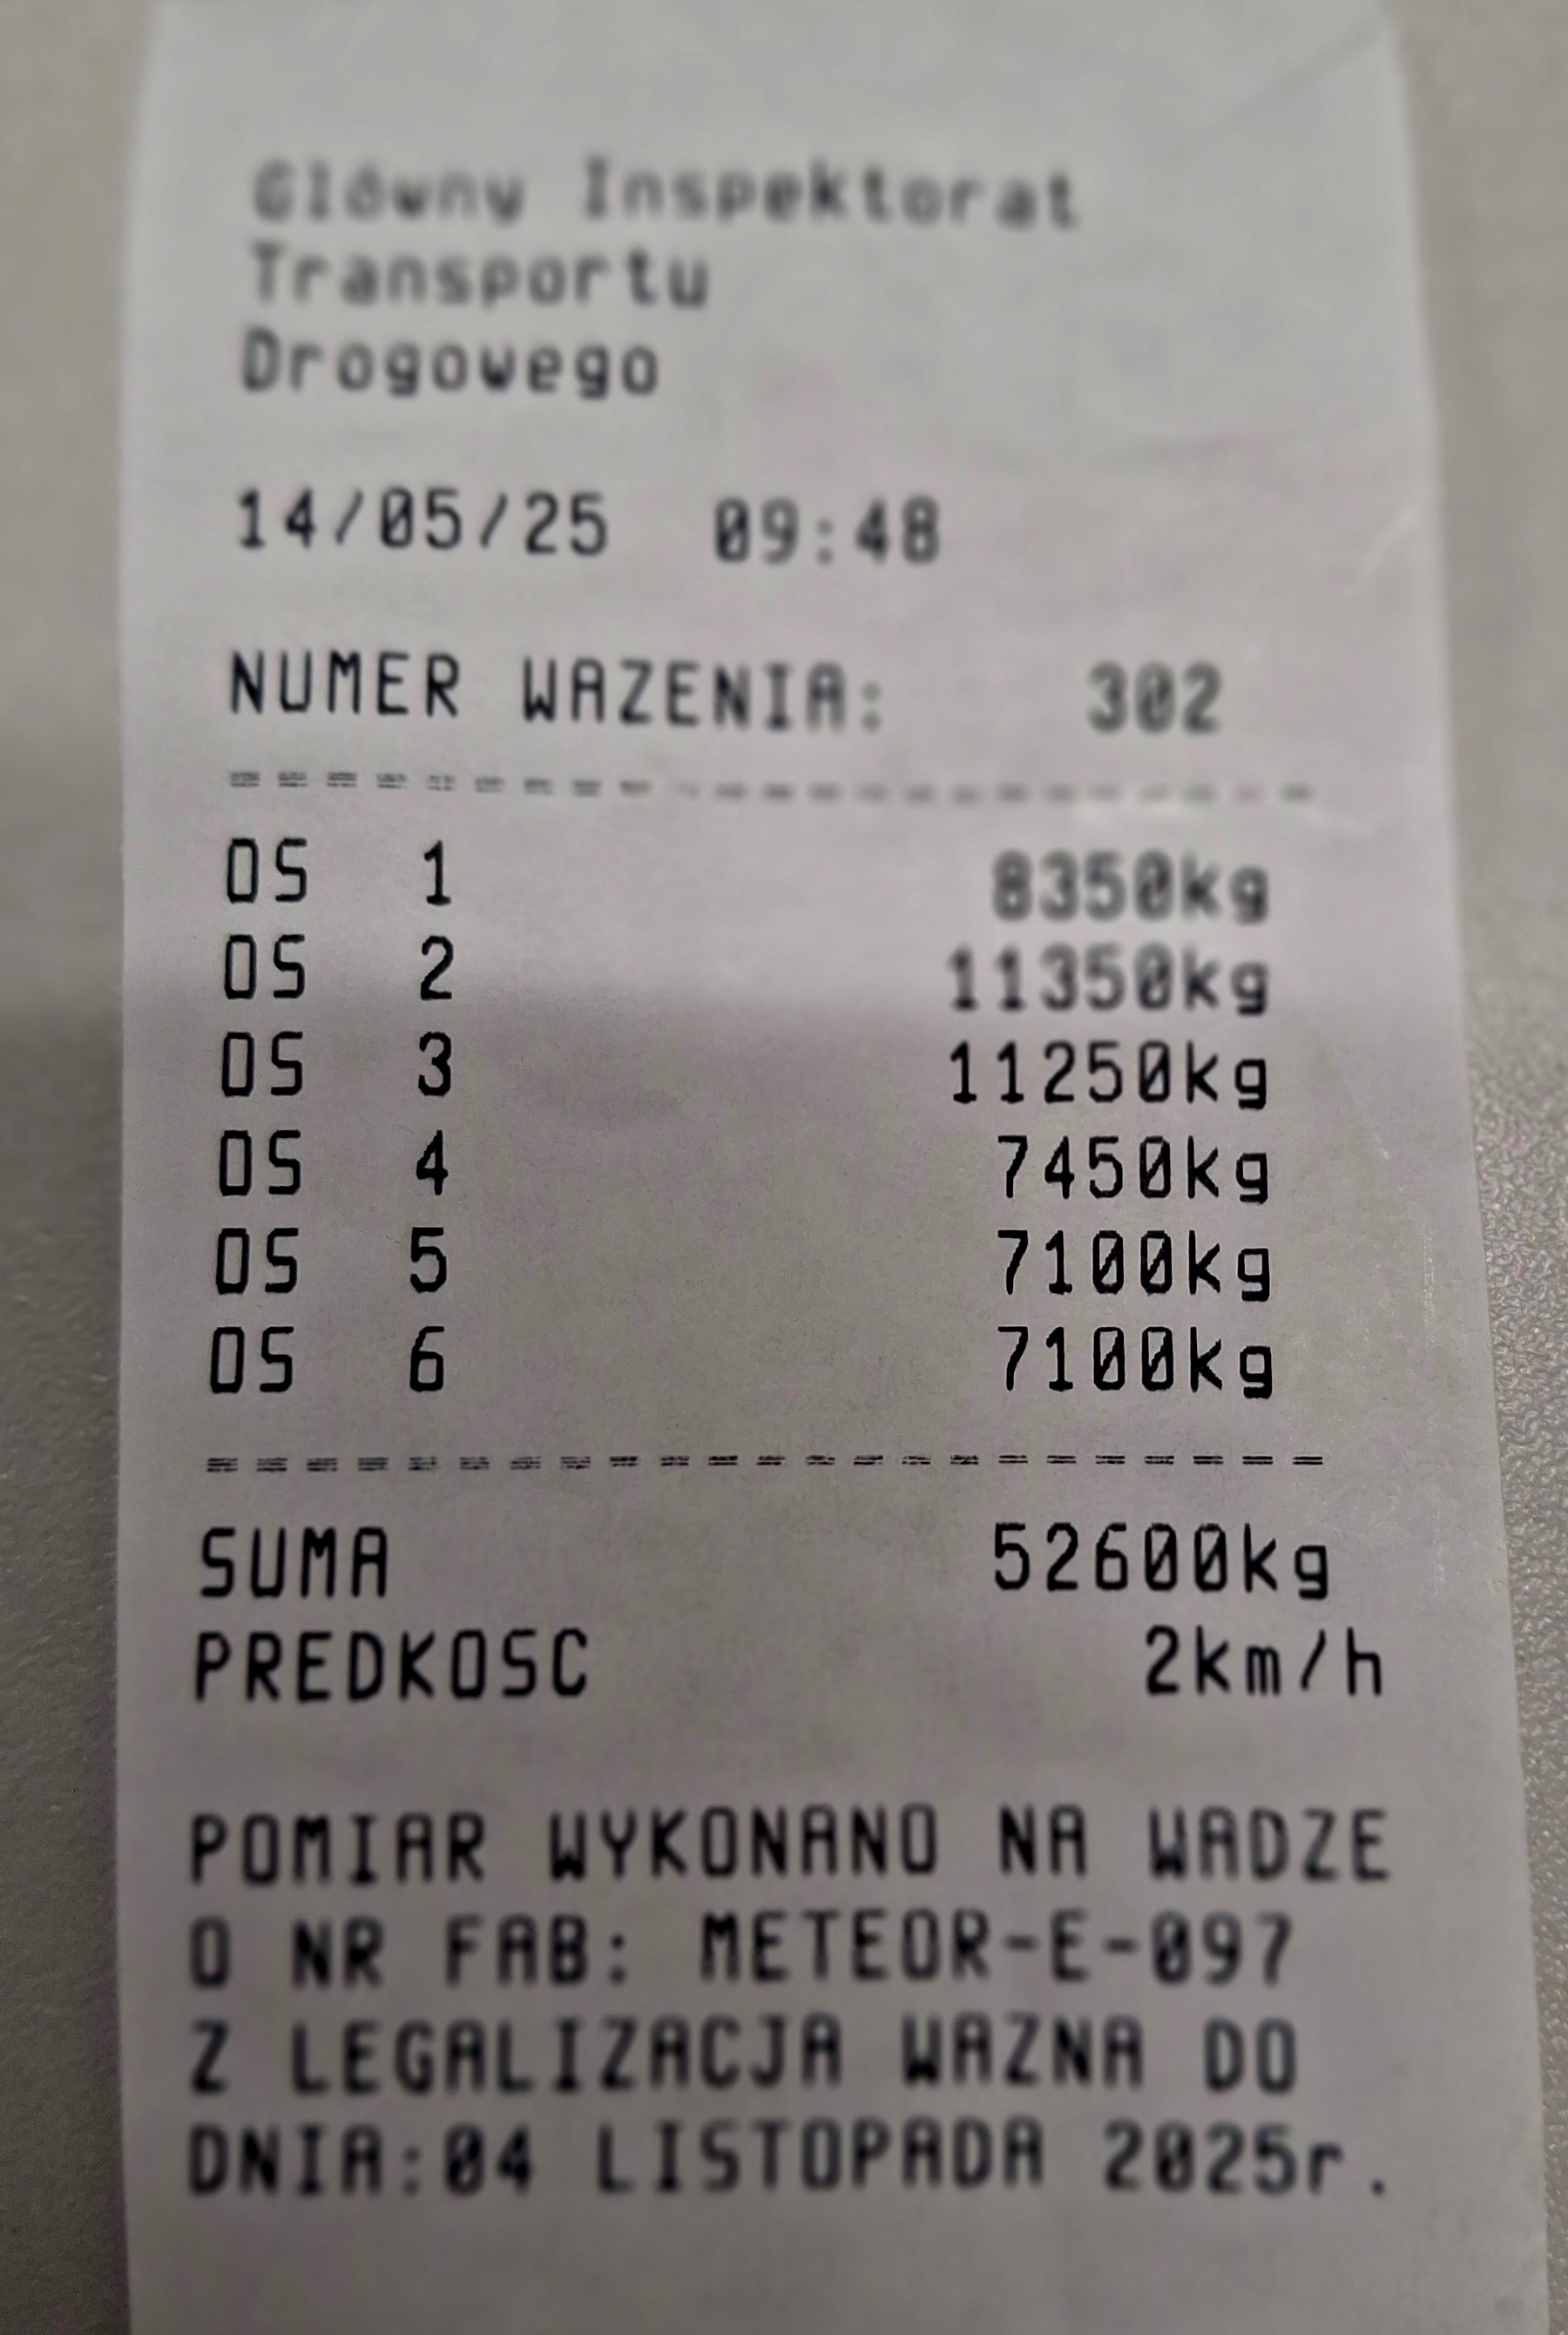 Główny Inspektorat
Transportu
Drogowego
14/05/25 09:48
NUMER WAZENIA: 302
--------------------
OS 1 8350kg
OS 2 11350kg
OS 3 11250kg
OS 4 7450kg
OS 5 7100kg
OS 6 7100kg
--------------------
SUMA 52600kg
PREDKOSC 2km/h
POMIAR WYKONANO NA WADZE
O NR FAB: METEOR-E-097
Z LEGALIZACJA WAZNA DO
DNIA:04 LISTOPADA 2025r.